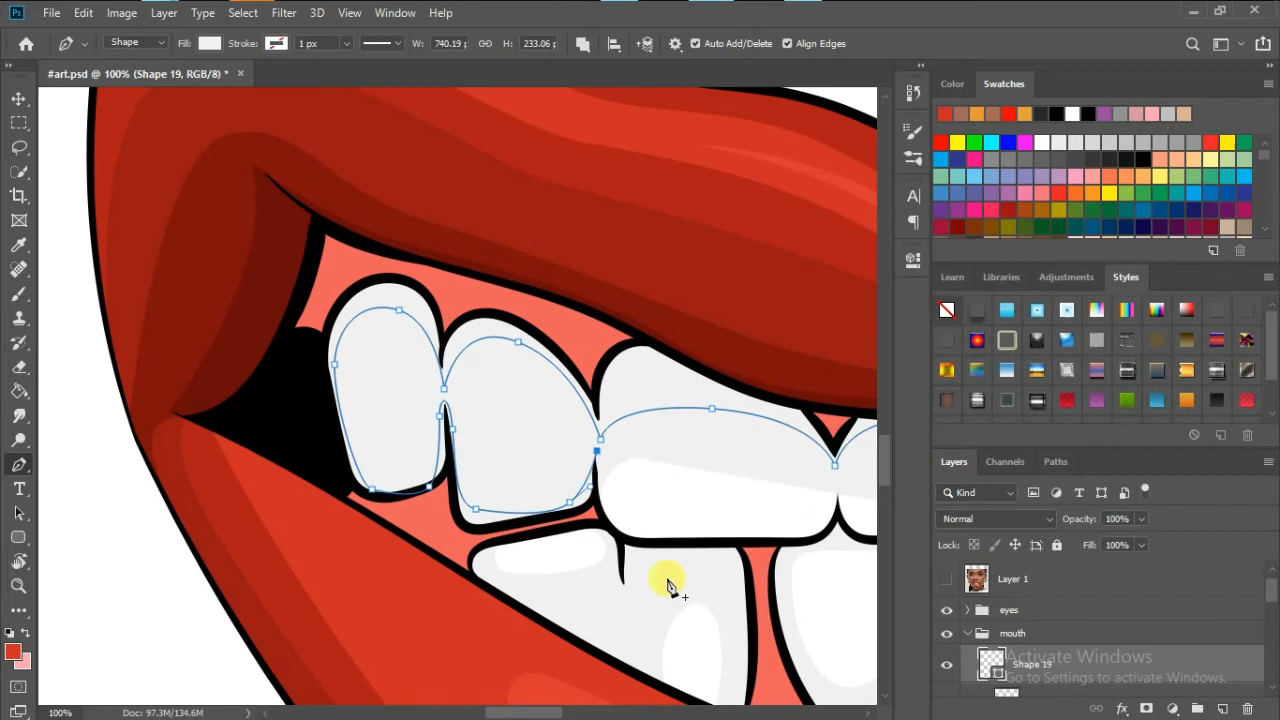 Ps File Edit Image Layer Type Select Filter 3D View Window Help
Shape Fill: Stroke: 1 px W: 740.19 p H: 233.06 p Auto Add/Delete Align Edges
#art.psd @ 100% (Shape 19, RGB/8) *
Color Swatches
Learn Libraries Adjustments Styles
Layers Channels Paths
Kind
Normal Opacity: 100%
Lock: Fill: 100%
Layer 1
eyes
mouth
Activate Windows
Shape 19
Go to Settings to activate Windows.
100% Doc: 97.3M/134.6M